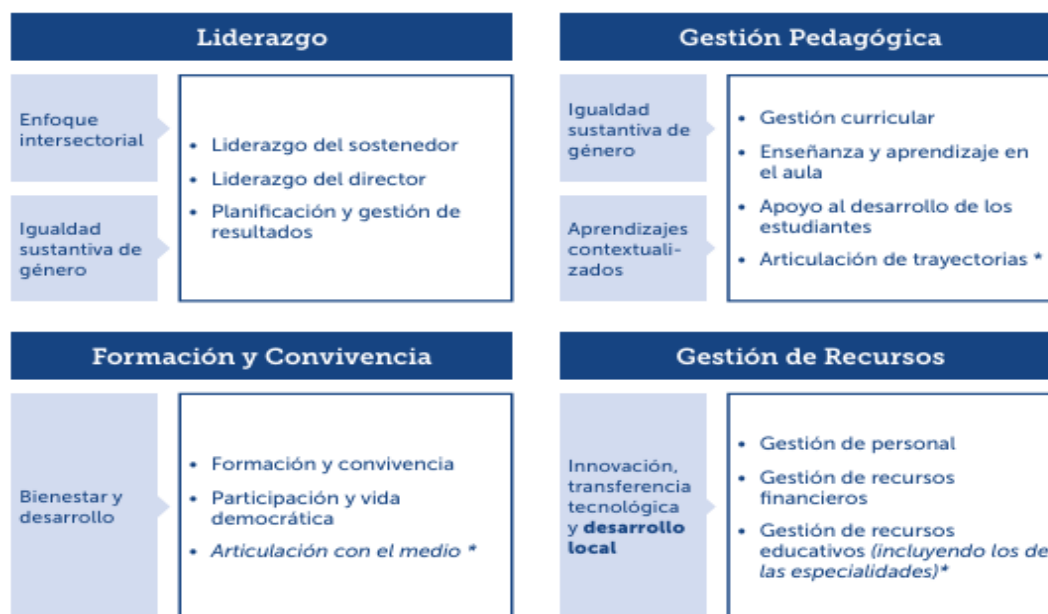 Liderazgo
Enfoque
intersectorial
Igualdad
sustantiva de
género
• Liderazgo del sostenedor
• Liderazgo del director
• Planificación y gestión de
resultados
Gestión Pedagógica
Igualdad
sustantiva de
género
Aprendizajes
contextuali-
zados
• Gestión curricular
• Enseñanza y aprendizaje en
el aula
• Apoyo al desarrollo de los
estudiantes
• Articulación de trayectorias *
Formación y Convivencia
Bienestar y
desarrollo
• Formación y convivencia
• Participación y vida
democrática
• Articulación con el medio *
Gestión de Recursos
Innovación,
transferencia
tecnológica
y desarrollo
local
• Gestión de personal
• Gestión de recursos
financieros
• Gestión de recursos
educativos (incluyendo los de
las especialidades)*